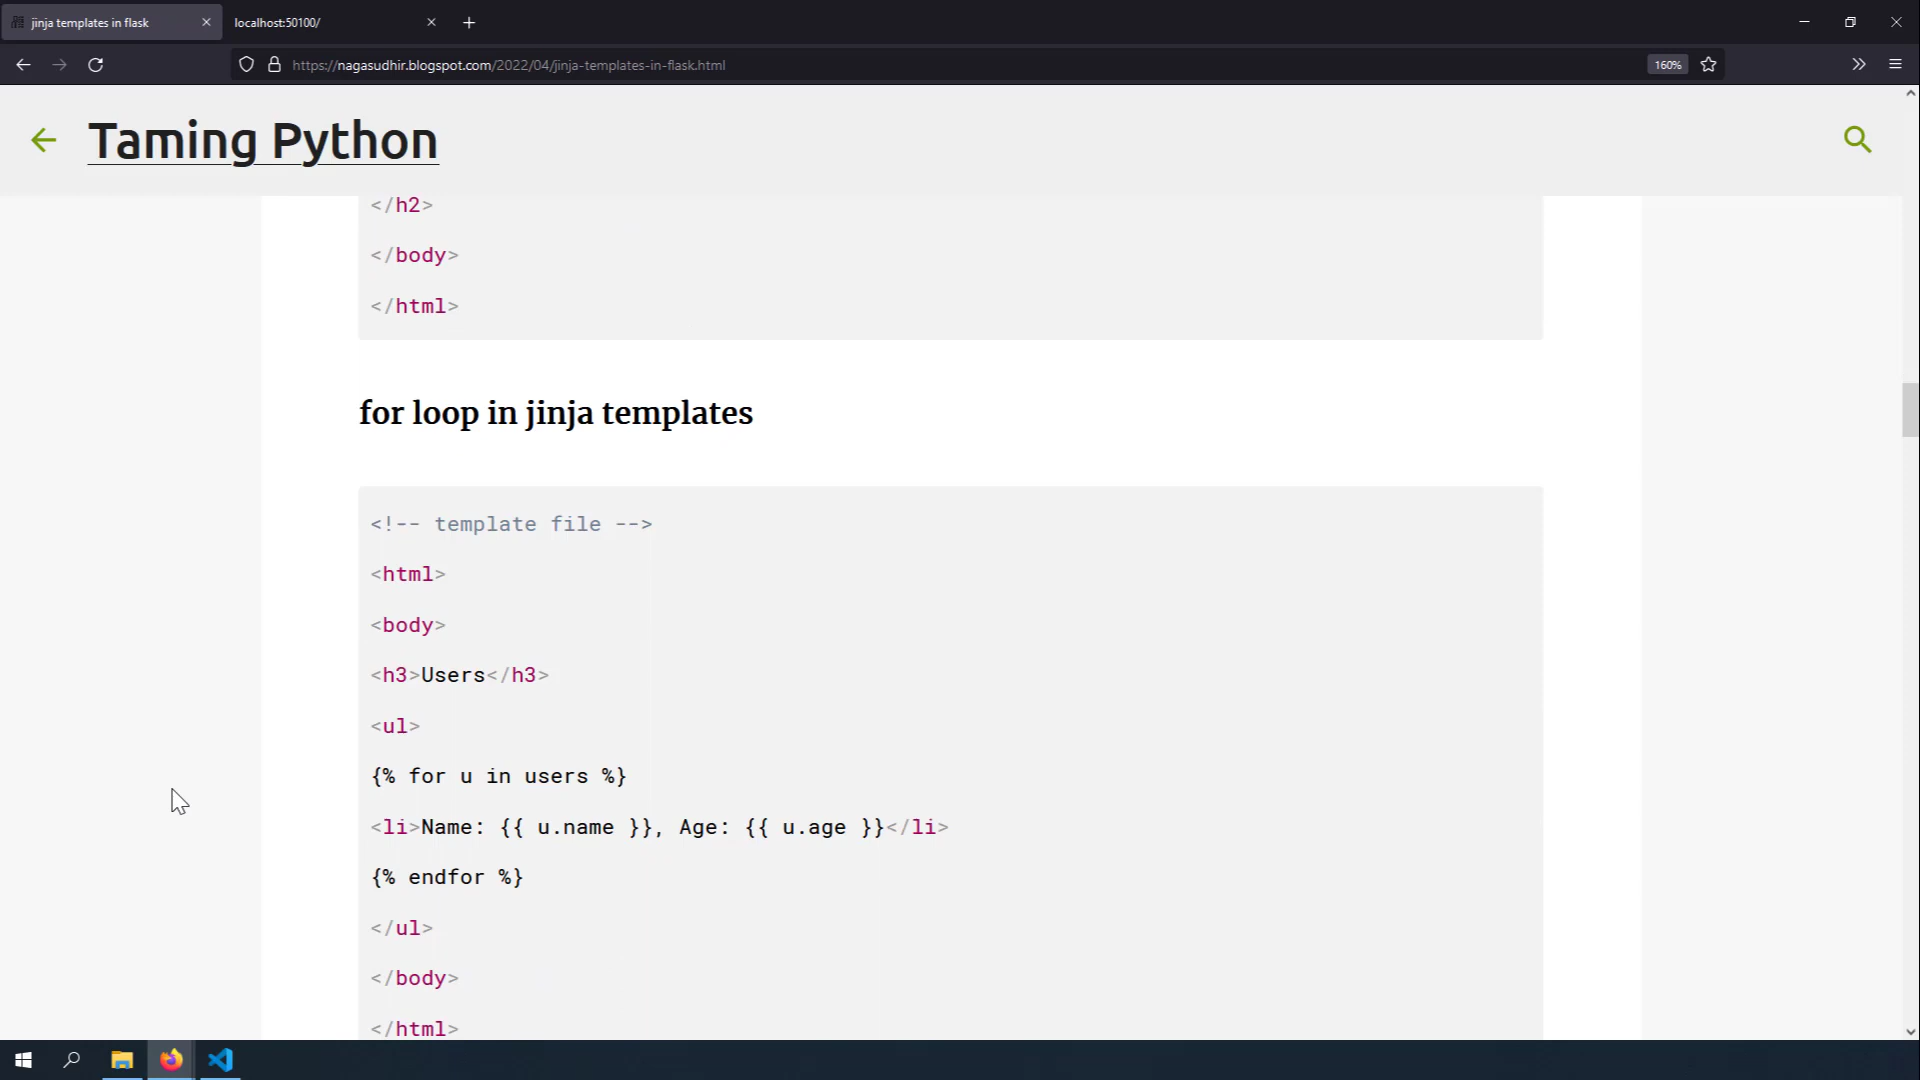 jinja templates in flask
localhost:50100/
https://nagasudhir.blogspot.com/2022/04/jinja-templates-in-flask.html
160%
Taming Python
</h2>
</body>
</html>
for loop in jinja templates
<!-- template file -->
<html>
<body>
<h3>Users</h3>
<ul>
{% for u in users %}
<li>Name: {{ u.name }}, Age: {{ u.age }}</li>
{% endfor %}
</ul>
</body>
</html>